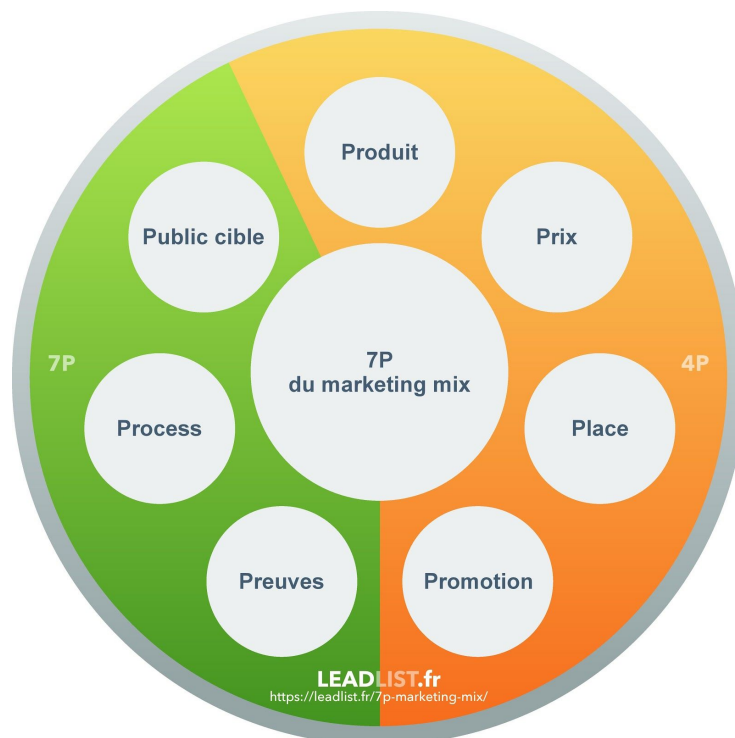 Produit
Public cible
Prix
7P
7P
du marketing mix
4P
Process
Place
Preuves
Promotion
LEADLIST.fr
https://leadlist.fr/7p-marketing-mix/